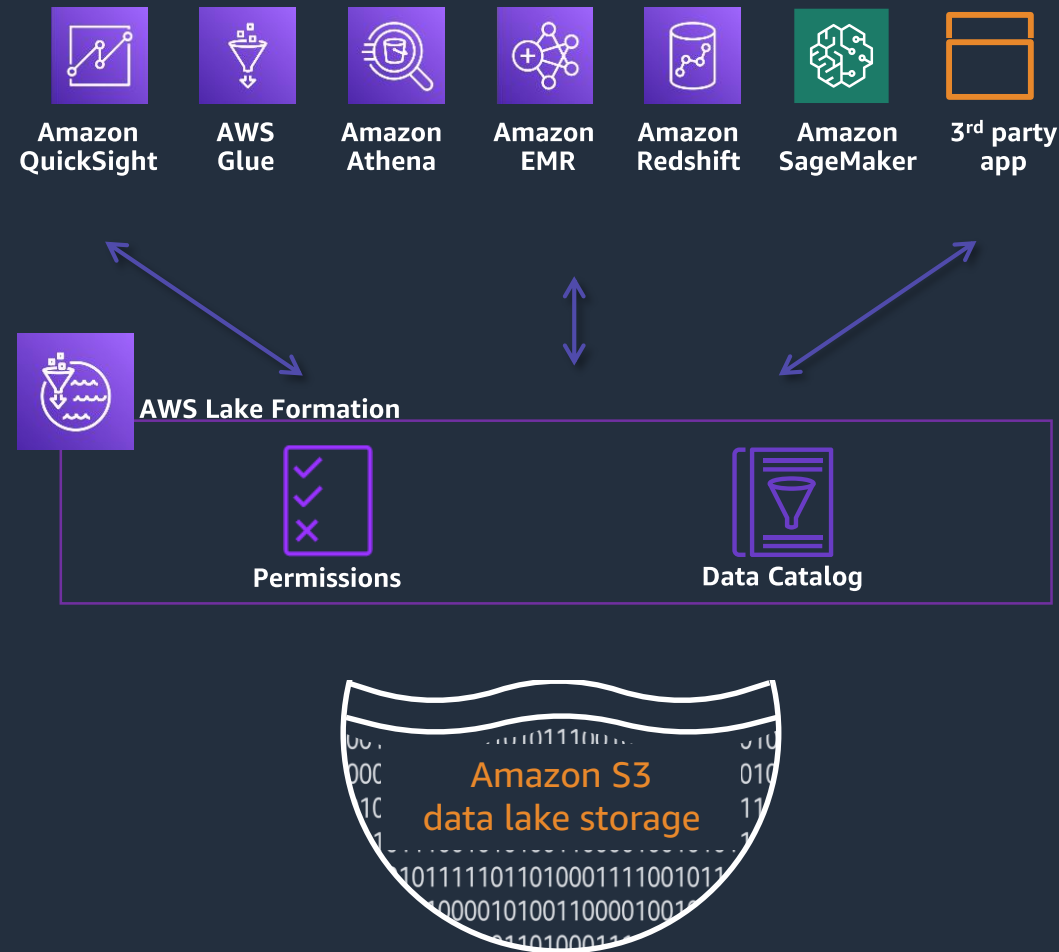 Amazon QuickSight
AWS Glue
Amazon Athena
Amazon EMR
Amazon Redshift
Amazon SageMaker
3rd party app
AWS Lake Formation
Permissions
Data Catalog
Amazon S3
data lake storage